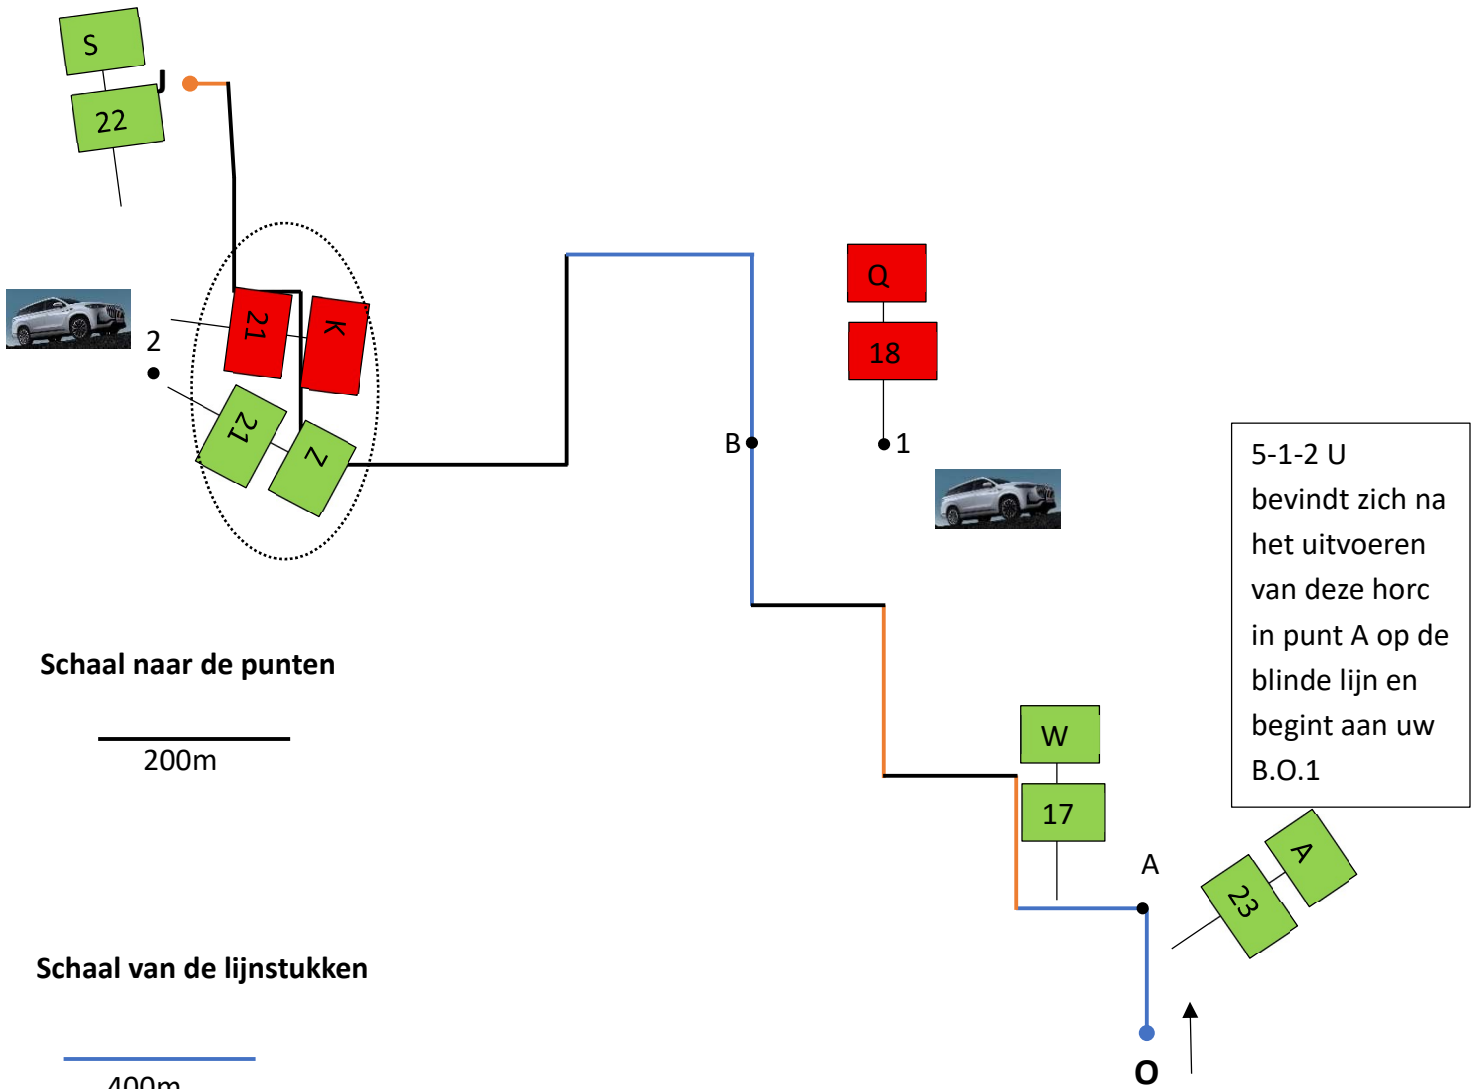 S
J
22
Q
K
21
2
18
21
Z
B
1
5-1-2 U
bevindt zich na
het uitvoeren
van deze horc
in punt A op de
blinde lijn en
begint aan uw
B.O.1
Schaal naar de punten
200m
W
17
A
A
23
Schaal van de lijnstukken
400m
O